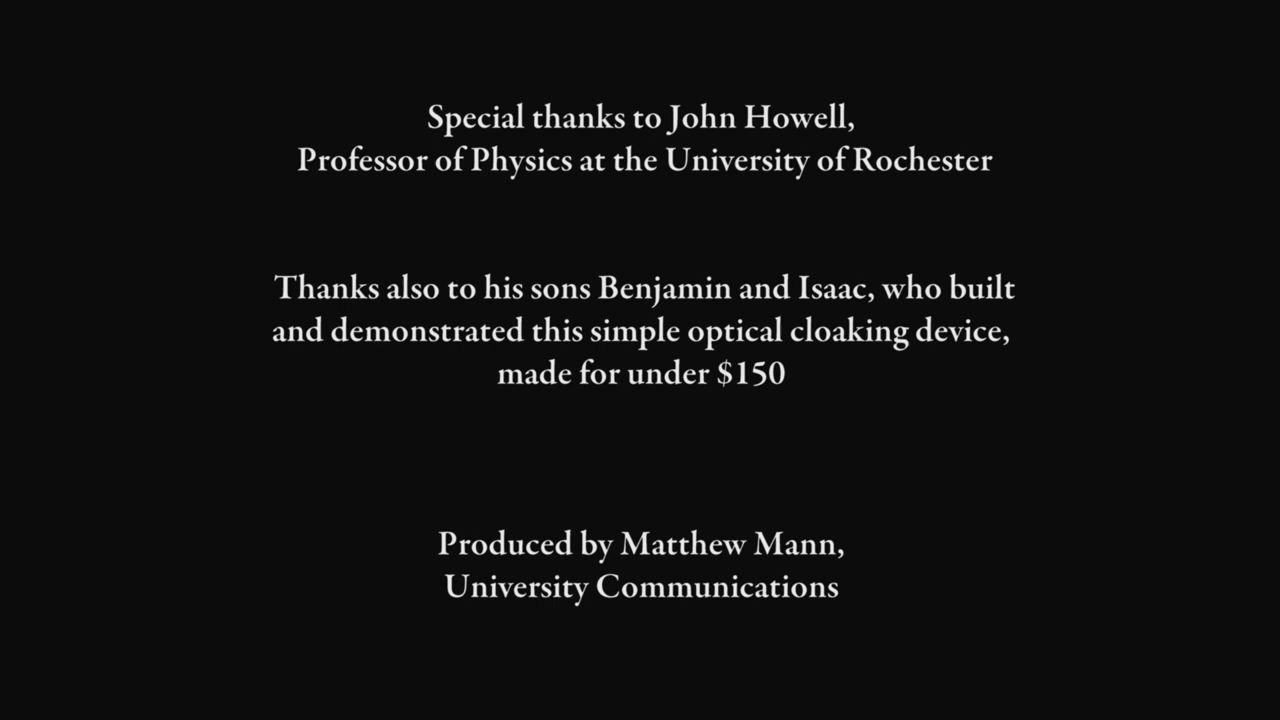 Special thanks to John Howell,
Professor of Physics at the University of Rochester
Thanks also to his sons Benjamin and Isaac, who built
and demonstrated this simple optical cloaking device,
made for under $150
Produced by Matthew Mann,
University Communications